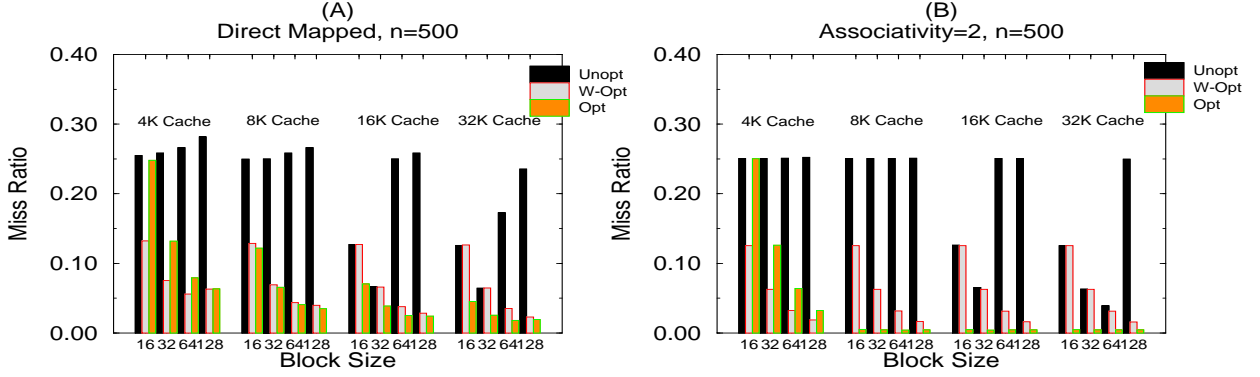 (A)
Direct Mapped, n=500
0.40
0.30
0.20
0.10
0.00
Miss Ratio
4K Cache
8K Cache
16K Cache
32K Cache
Unopt
W-Opt
Opt
16 32 64128
16 32 64128
16 32 64128
16 32 64128
Block Size
(B)
Associativity=2, n=500
0.40
0.30
0.20
0.10
0.00
Miss Ratio
4K Cache
8K Cache
16K Cache
32K Cache
Unopt
W-Opt
Opt
16 32 64128
16 32 64128
16 32 64128
16 32 64128
Block Size